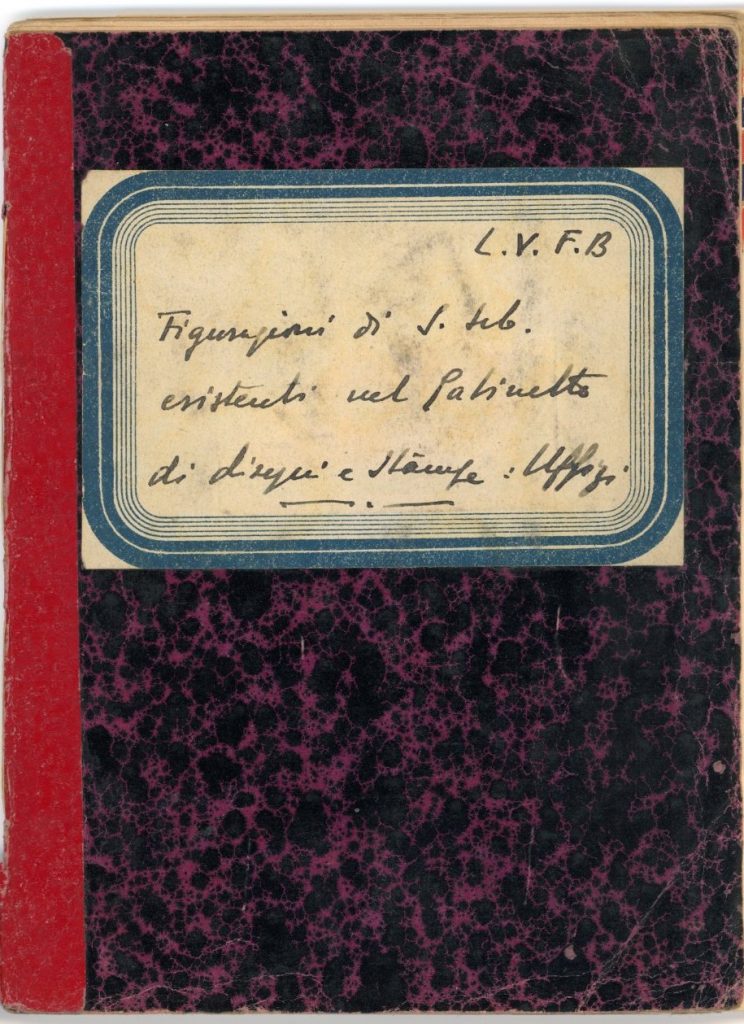 L. V. F. B
Figurazioni di S. Seb.
esistenti nel Gabinetto
di disegni e Stampe : Uffizi